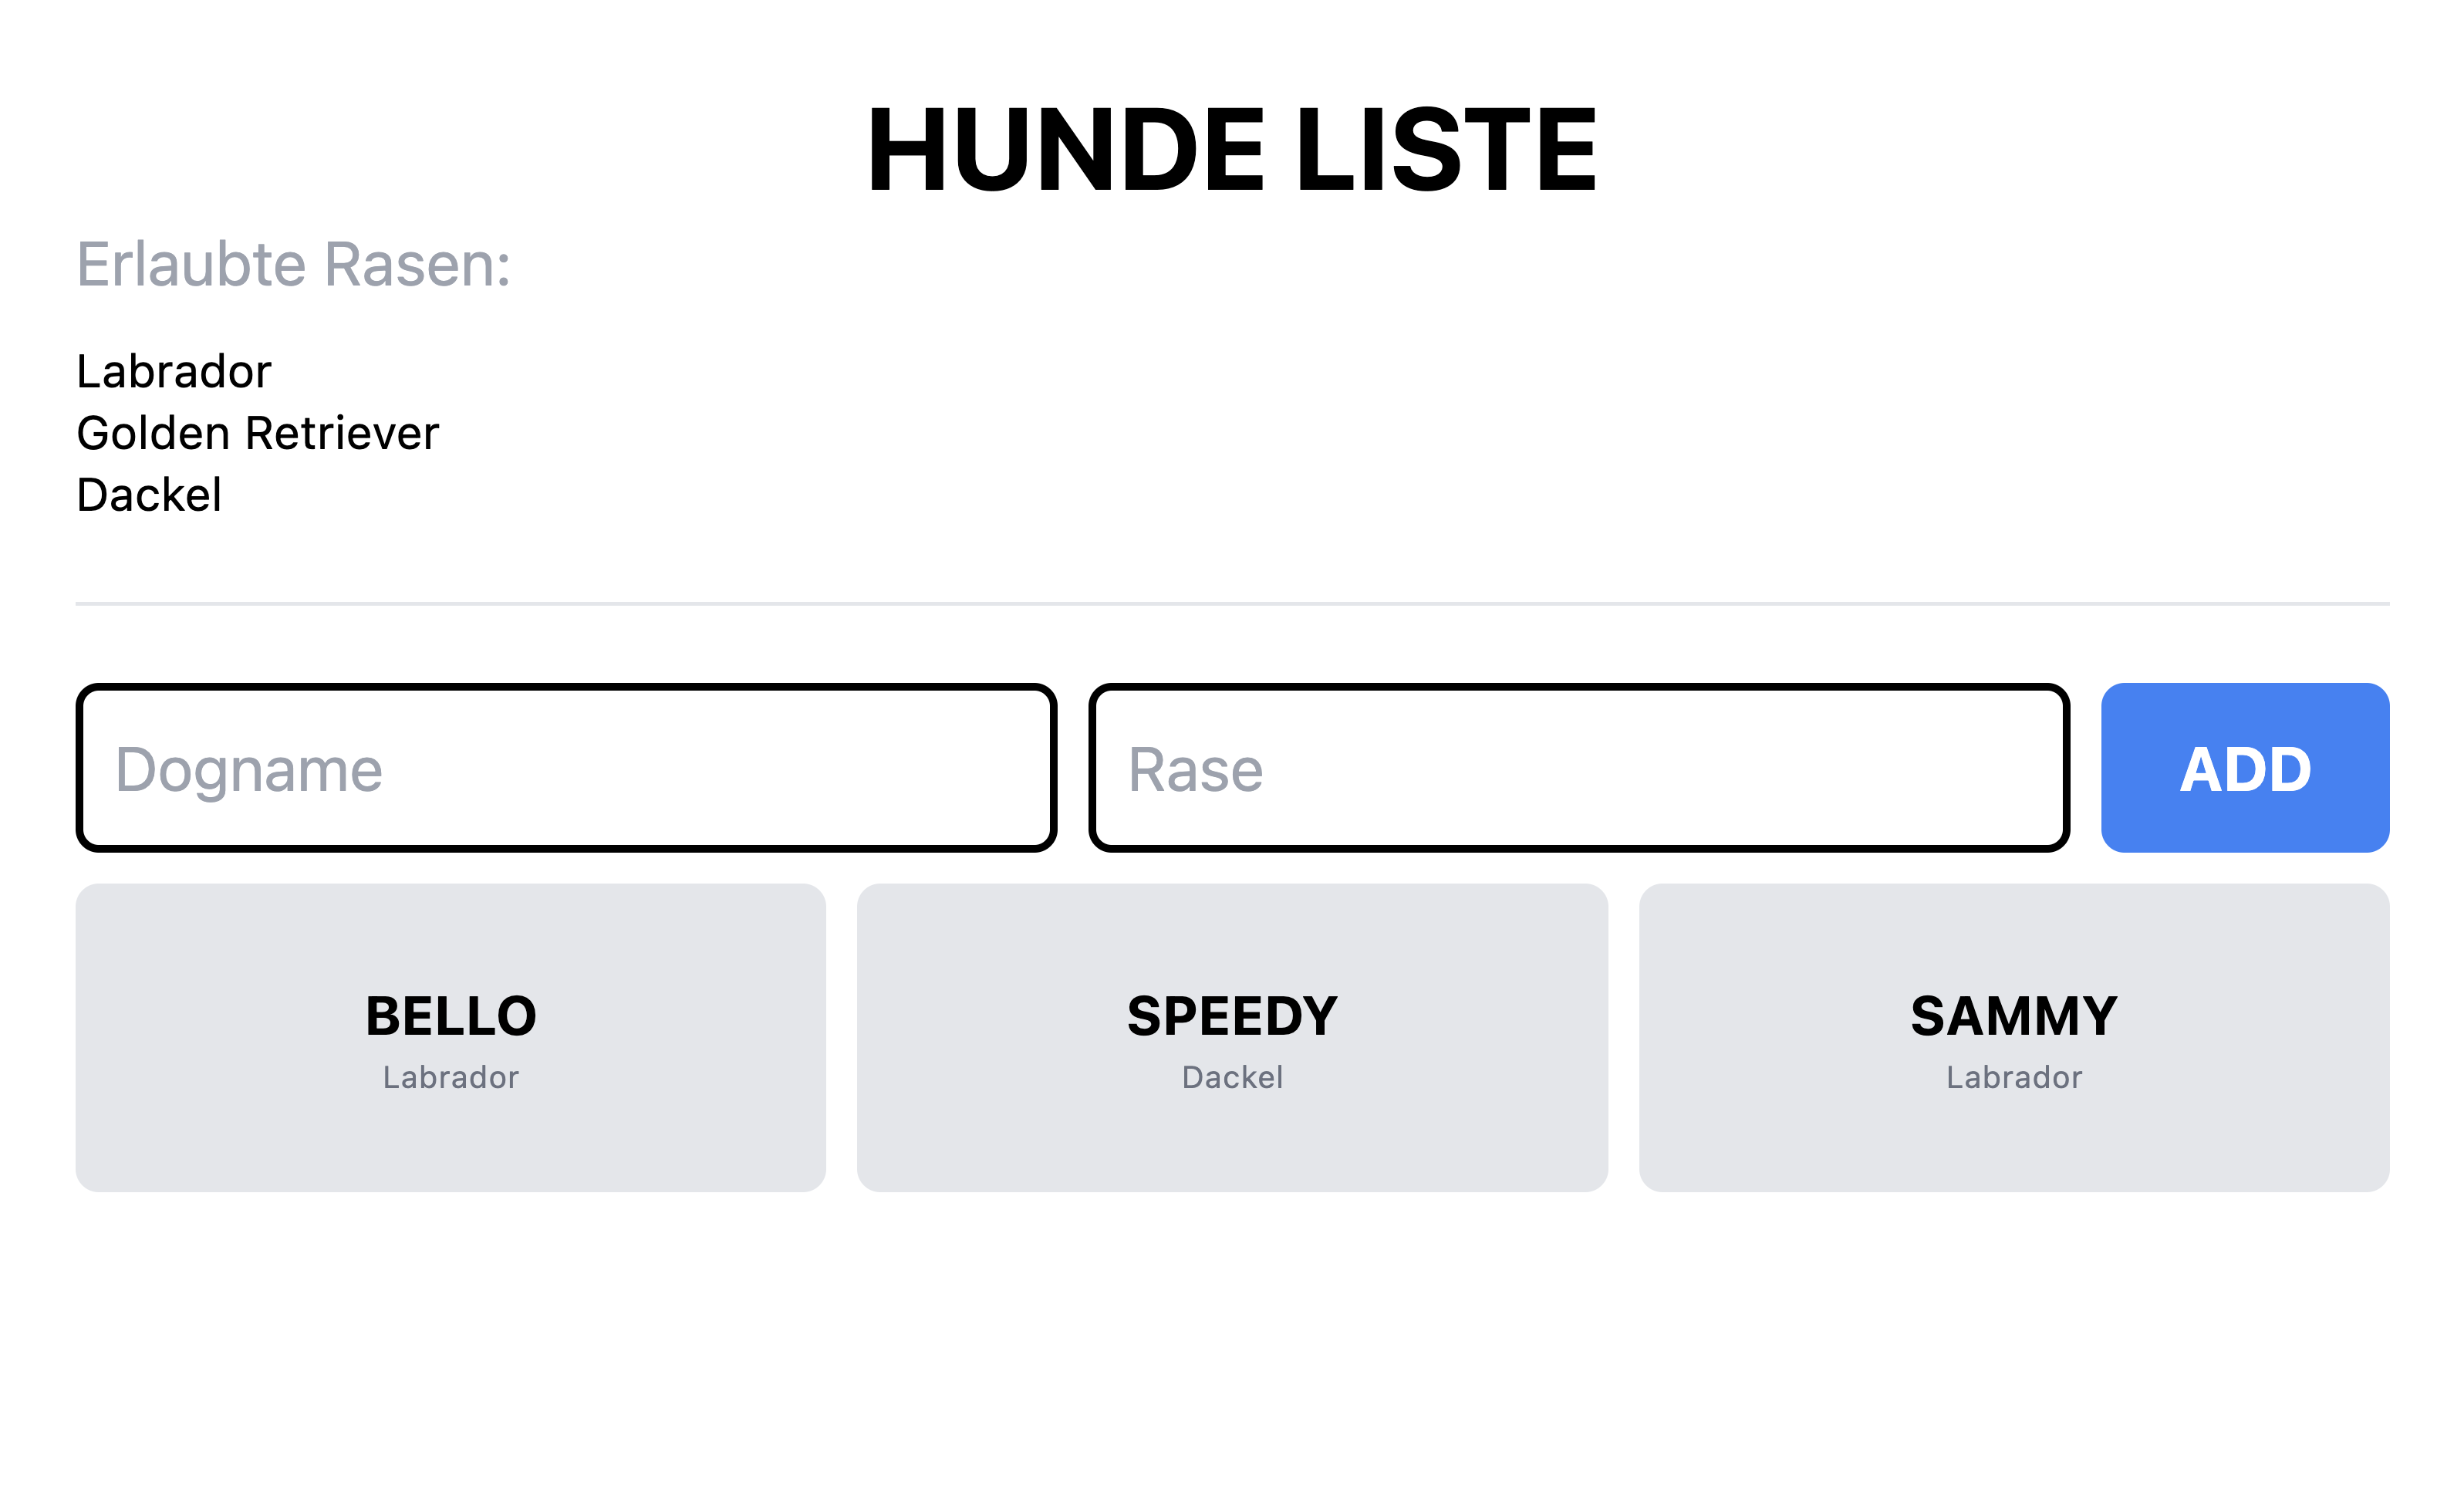 HUNDE LISTE
Erlaubte Rasen:
Labrador
Golden Retriever
Dackel
Dogname
Rase
ADD
BELLO
Labrador
SPEEDY
Dackel
SAMMY
Labrador